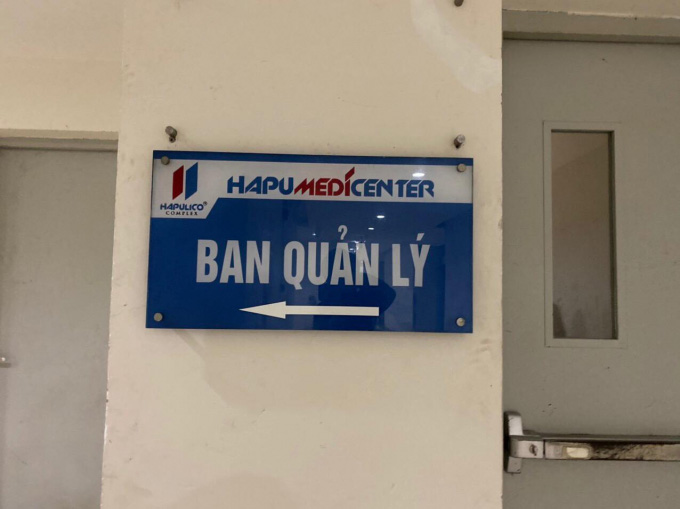 HAPULICO®
COMPLEX
HAPUMEDICENTER
BAN QUẢN LÝ